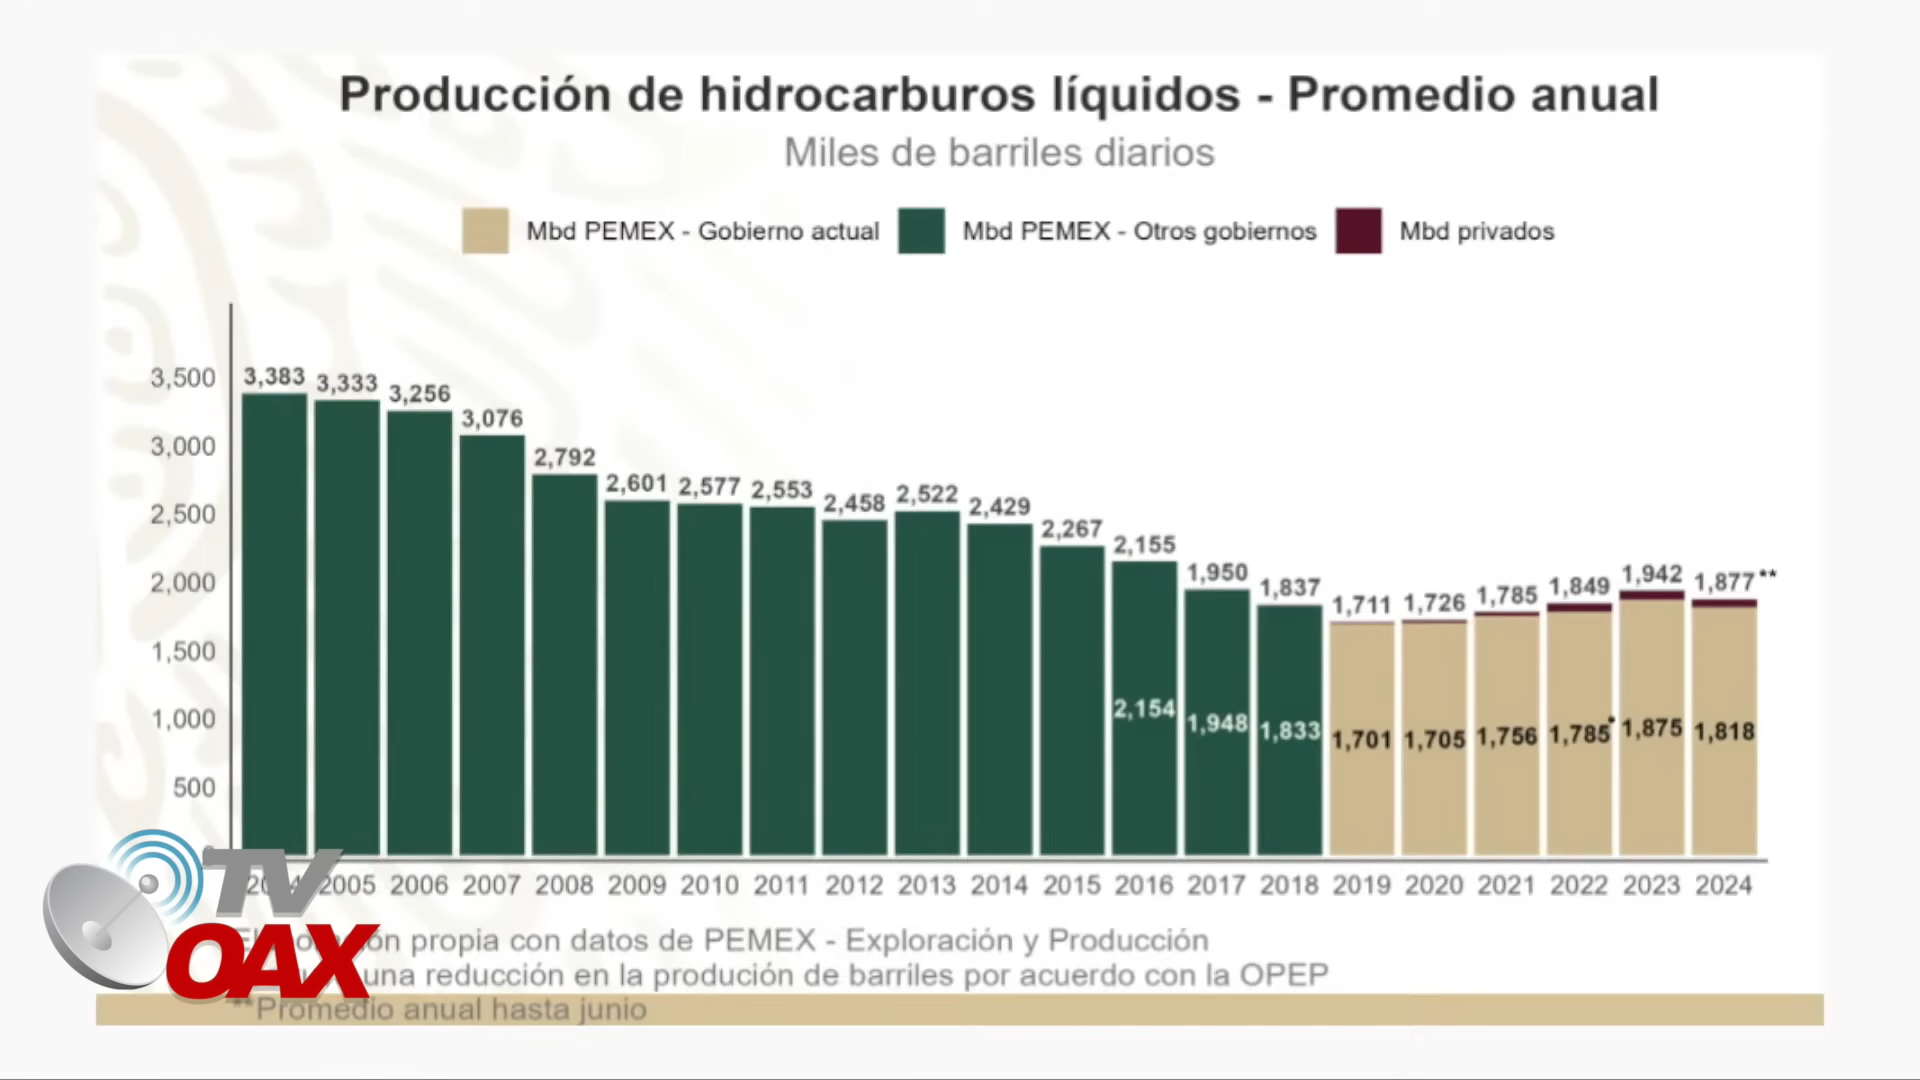 Producción de hidrocarburos líquidos - Promedio anual
Miles de barriles diarios
Mbd PEMEX - Gobierno actual Mbd PEMEX - Otros gobiernos Mbd privados
3,500
3,000
2,500
2,000
1,500
1,000
500
3,383 3,333 3,256 3,076 2,792 2,601 2,577 2,553 2,458 2,522 2,429 2,267 2,155 1,950 1,837 1,711 1,726 1,785 1,849 1,942 1,877**
2,154 1,948 1,833 1,701 1,705 1,756 1,785* 1,875 1,818
2005 2006 2007 2008 2009 2010 2011 2012 2013 2014 2015 2016 2017 2018 2019 2020 2021 2022 2023 2024
propia con datos de PEMEX - Exploración y Producción
una reducción en la produción de barriles por acuerdo con la OPEP
**Promedio anual hasta junio
TV
OAX